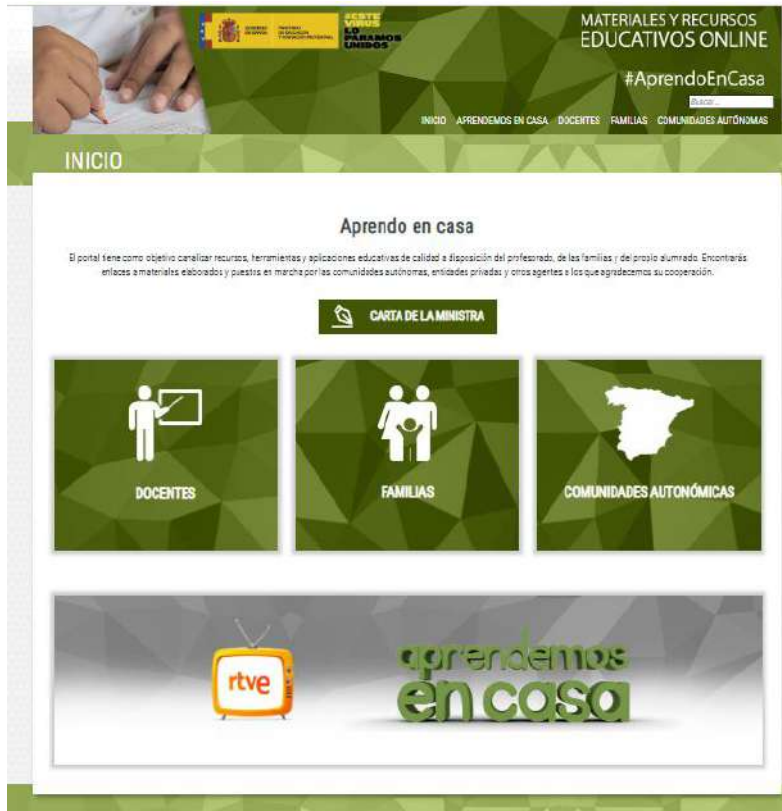 GOBIERNO
DE ESPAÑA
MINISTERIO
DE EDUCACIÓN
Y FORMACIÓN PROFESIONAL
#ESTE
VIRUS
LO
PARAMOS
UNIDOS
MATERIALES Y RECURSOS
EDUCATIVOS ONLINE
#AprendoEnCasa
Buscar...
INICIO APRENDEMOS EN CASA DOCENTES FAMILIAS COMUNIDADES AUTÓNOMAS
INICIO
Aprendo en casa
El portal tiene como objetivo canalizar recursos, herramientas y aplicaciones educativas de calidad a disposición del profesorado, de las familias y del propio alumnado. Encontrarás
enlaces a materiales elaborados y puestos en marcha por las comunidades autónomas, entidades privadas y otros agentes a los que agradecemos su cooperación.
CARTA DE LA MINISTRA
DOCENTES
FAMILIAS
COMUNIDADES AUTONÓMICAS
rtve
aprendemos
en casa